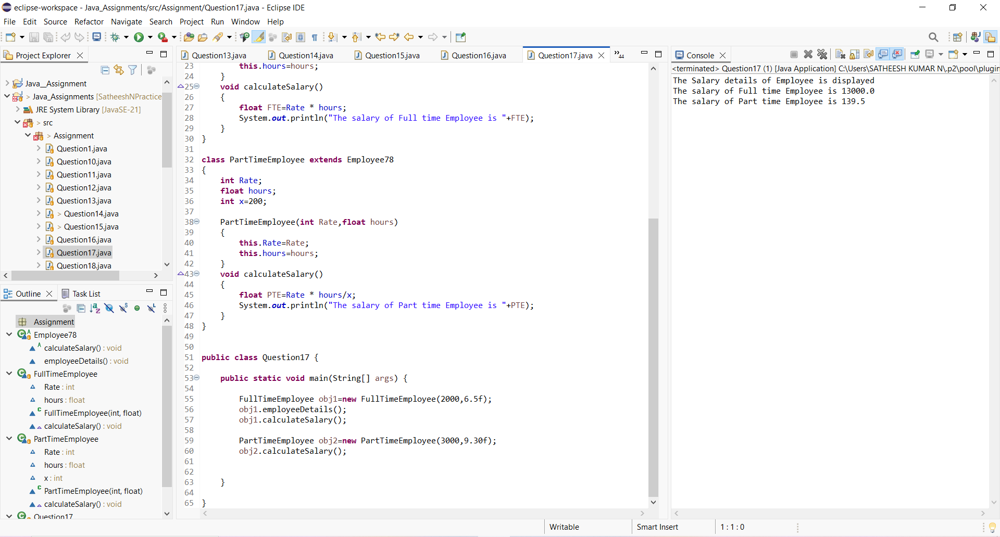 eclipse-workspace - Java_Assignments/src/Assignment/Question17.java - Eclipse IDE
File Edit Source Refactor Navigate Search Project Run Window Help
Project Explorer
Java__Assignment
> Java_Assignments [SatheeshNPractice
JRE System Library [JavaSE-21]
> src
> Assignment
Question1.java
Question10.java
Question11.java
Question12.java
Question13.java
> Question14.java
> Question15.java
Question16.java
Question17.java
Question18.java
Outline Task List
Assignment
Employee78
calculateSalary() : void
employeeDetails() : void
FullTimeEmployee
Rate : int
hours : float
FullTimeEmployee(int, float)
calculateSalary() : void
PartTimeEmployee
Rate : int
hours : float
x : int
PartTimeEmployee(int, float)
calculateSalary() : void
Question17
Question13.java Question14.java Question15.java Question16.java Question17.java »44
23 this.hours=hours;
24 }
25 void calculateSalary()
26 {
27 float FTE=Rate * hours;
28 System.out.println("The salary of Full time Employee is "+FTE);
29 }
30 }
31
32 class PartTimeEmployee extends Employee78
33 {
34 int Rate;
35 float hours;
36 int x=200;
37
38 PartTimeEmployee(int Rate,float hours)
39 {
40 this.Rate=Rate;
41 this.hours=hours;
42 }
43 void calculateSalary()
44 {
45 float PTE=Rate * hours/x;
46 System.out.println("The salary of Part time Employee is "+PTE);
47 }
48 }
49
50
51 public class Question17 {
52
53 public static void main(String[] args) {
54
55 FullTimeEmployee obj1=new FullTimeEmployee(2000,6.5f);
56 obj1.employeeDetails();
57 obj1.calculateSalary();
58
59 PartTimeEmployee obj2=new PartTimeEmployee(3000,9.30f);
60 obj2.calculateSalary();
61
62
63 }
64
65 }
Console
<terminated> Question17 (1) [Java Application] C:\Users\SATHEESH KUMAR N\.p2\pool\plugin
The Salary details of Employee is displayed
The salary of Full time Employee is 13000.0
The salary of Part time Employee is 139.5
Writable Smart Insert 1 : 1 : 0